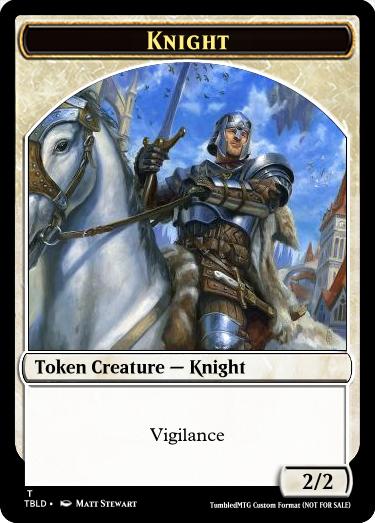 Knight
Token Creature — Knight
Vigilance
2/2
T
TBLD • Matt Stewart
TumbledMTG Custom Format (NOT FOR SALE)